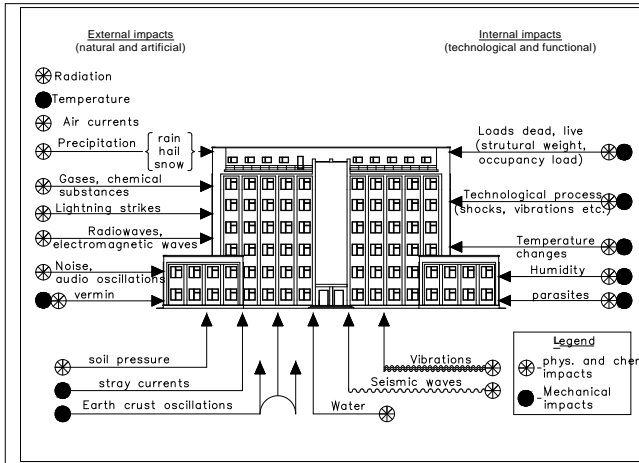 External impacts
(natural and artificial)
Radiation
Temperature
Air currents
Precipitation
rain
hail
snow
Gases, chemical
substances
Lightning strikes
Radiowaves,
electromagnetic waves
Noise,
audio oscillations
vermin
Internal impacts
(technological and functional)
Loads dead, live
(strutural weight,
occupancy load)
Technological process
(shocks, vibrations etc.)
Temperature
changes
Humidity
parasites
soil pressure
stray currents
Earth crust oscillations
Vibrations
Seismic waves
Water
Legend
-phys. and cher
impacts
-Mechanical
impacts